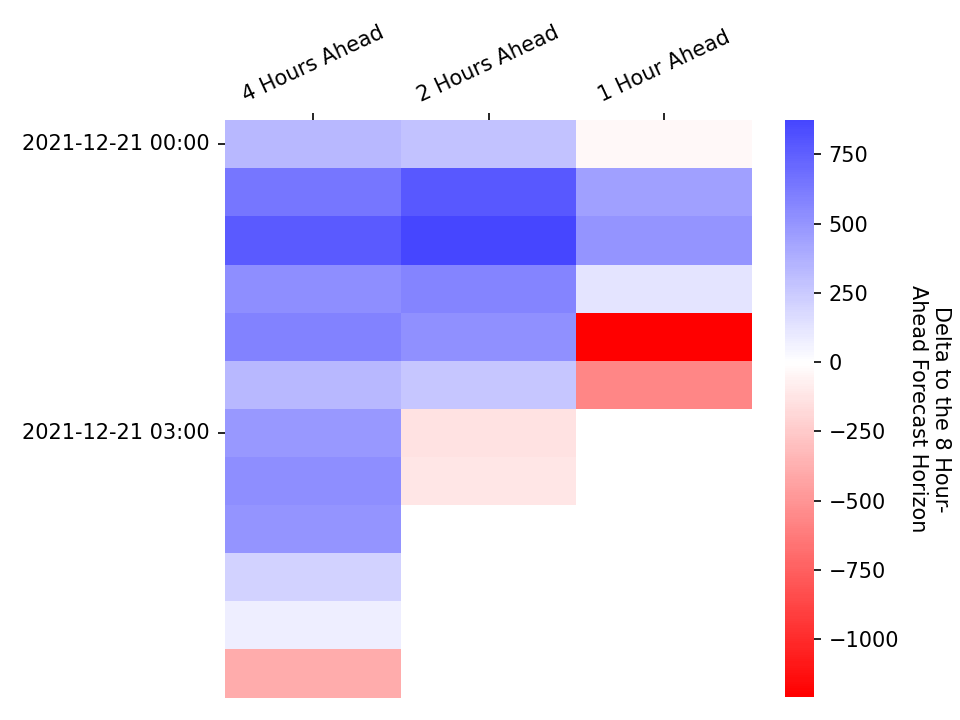 4 Hours Ahead
2 Hours Ahead
1 Hour Ahead
2021-12-21 00:00
2021-12-21 03:00
750
500
250
0
−250
−500
−750
−1000
Delta to the 8 Hour-
Ahead Forecast Horizon